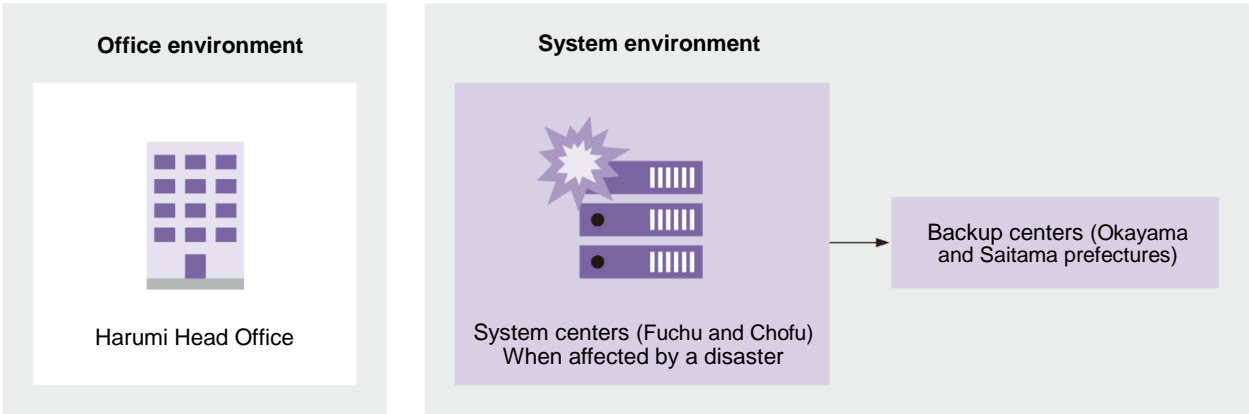 Office environment
Harumi Head Office
System environment
System centers (Fuchu and Chofu)
When affected by a disaster
Backup centers (Okayama
and Saitama prefectures)